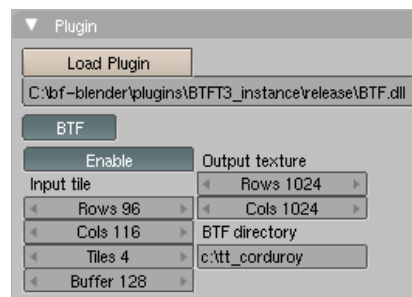 Plugin
Load Plugin
C:\bf-blender\plugins\BTFT3_instance\release\BTF.dll
BTF
Enable
Output texture
Input tile
Rows 1024
Rows 96
Cols 1024
Cols 116
BTF directory
Tiles 4
c:\tt_corduroy
Buffer 128